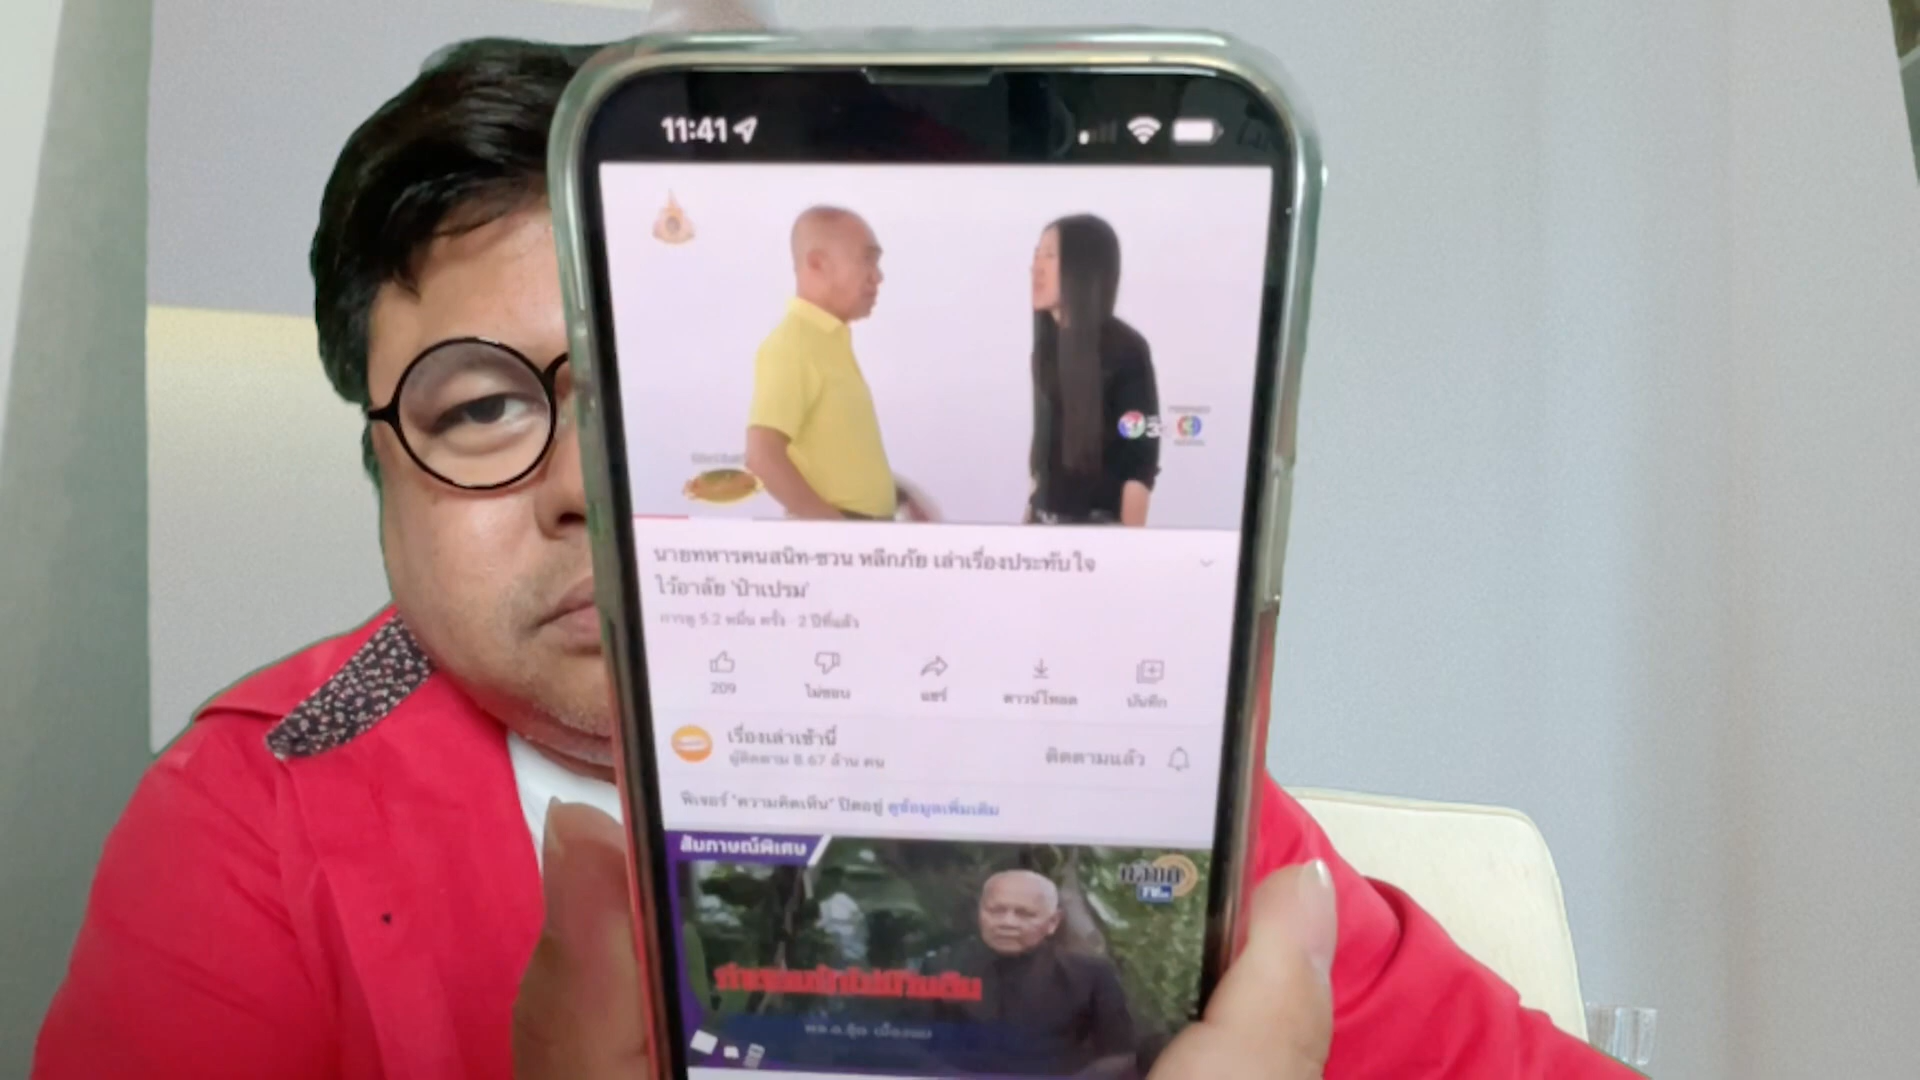 11:41
นายทหารคนสนิท-ชวน หลีกภัย เล่าเรื่องประทับใจ
ไว้อาลัย 'ป๋าเปรม'
การดู 5.2 หมื่น ครั้ง · 2 ปีที่แล้ว
209 ไม่ชอบ แชร์ ดาวน์โหลด บันทึก
เรื่องเล่าเช้านี้
ผู้ติดตาม 8.67 ล้าน คน
ติดตามแล้ว
ฟีเจอร์ "ความคิดเห็น" ปิดอยู่ ดูข้อมูลเพิ่มเติม
สัมภาษณ์พิเศษ